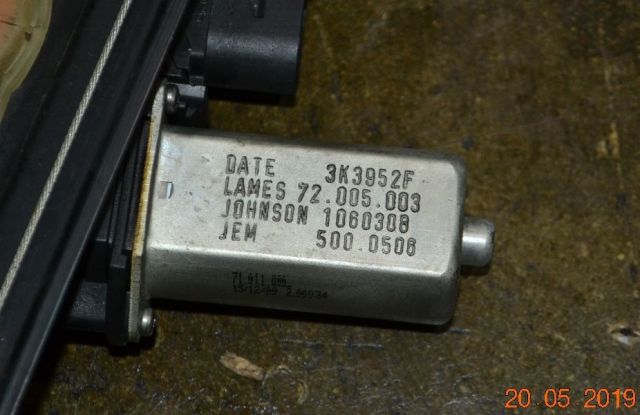 DATE 3K3952F
LAMES 72.005.003
JOHNSON 1060308
JEM 500.0506
20 05 2019